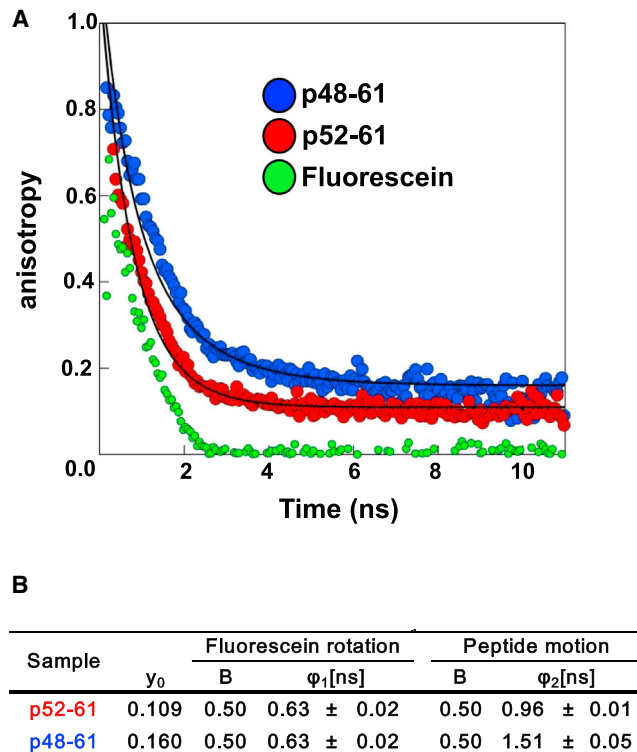 A
1.0
0.8
0.6
0.4
0.2
0.0
anisotropy
p48-61
p52-61
Fluorescein
2 4 6 8 10
Time (ns)
B
Sample Fluorescein rotation Peptide motion
y0 B φ1[ns] B φ2[ns]
p52-61 0.109 0.50 0.63 ± 0.02 0.50 0.96 ± 0.01
p48-61 0.160 0.50 0.63 ± 0.02 0.50 1.51 ± 0.05